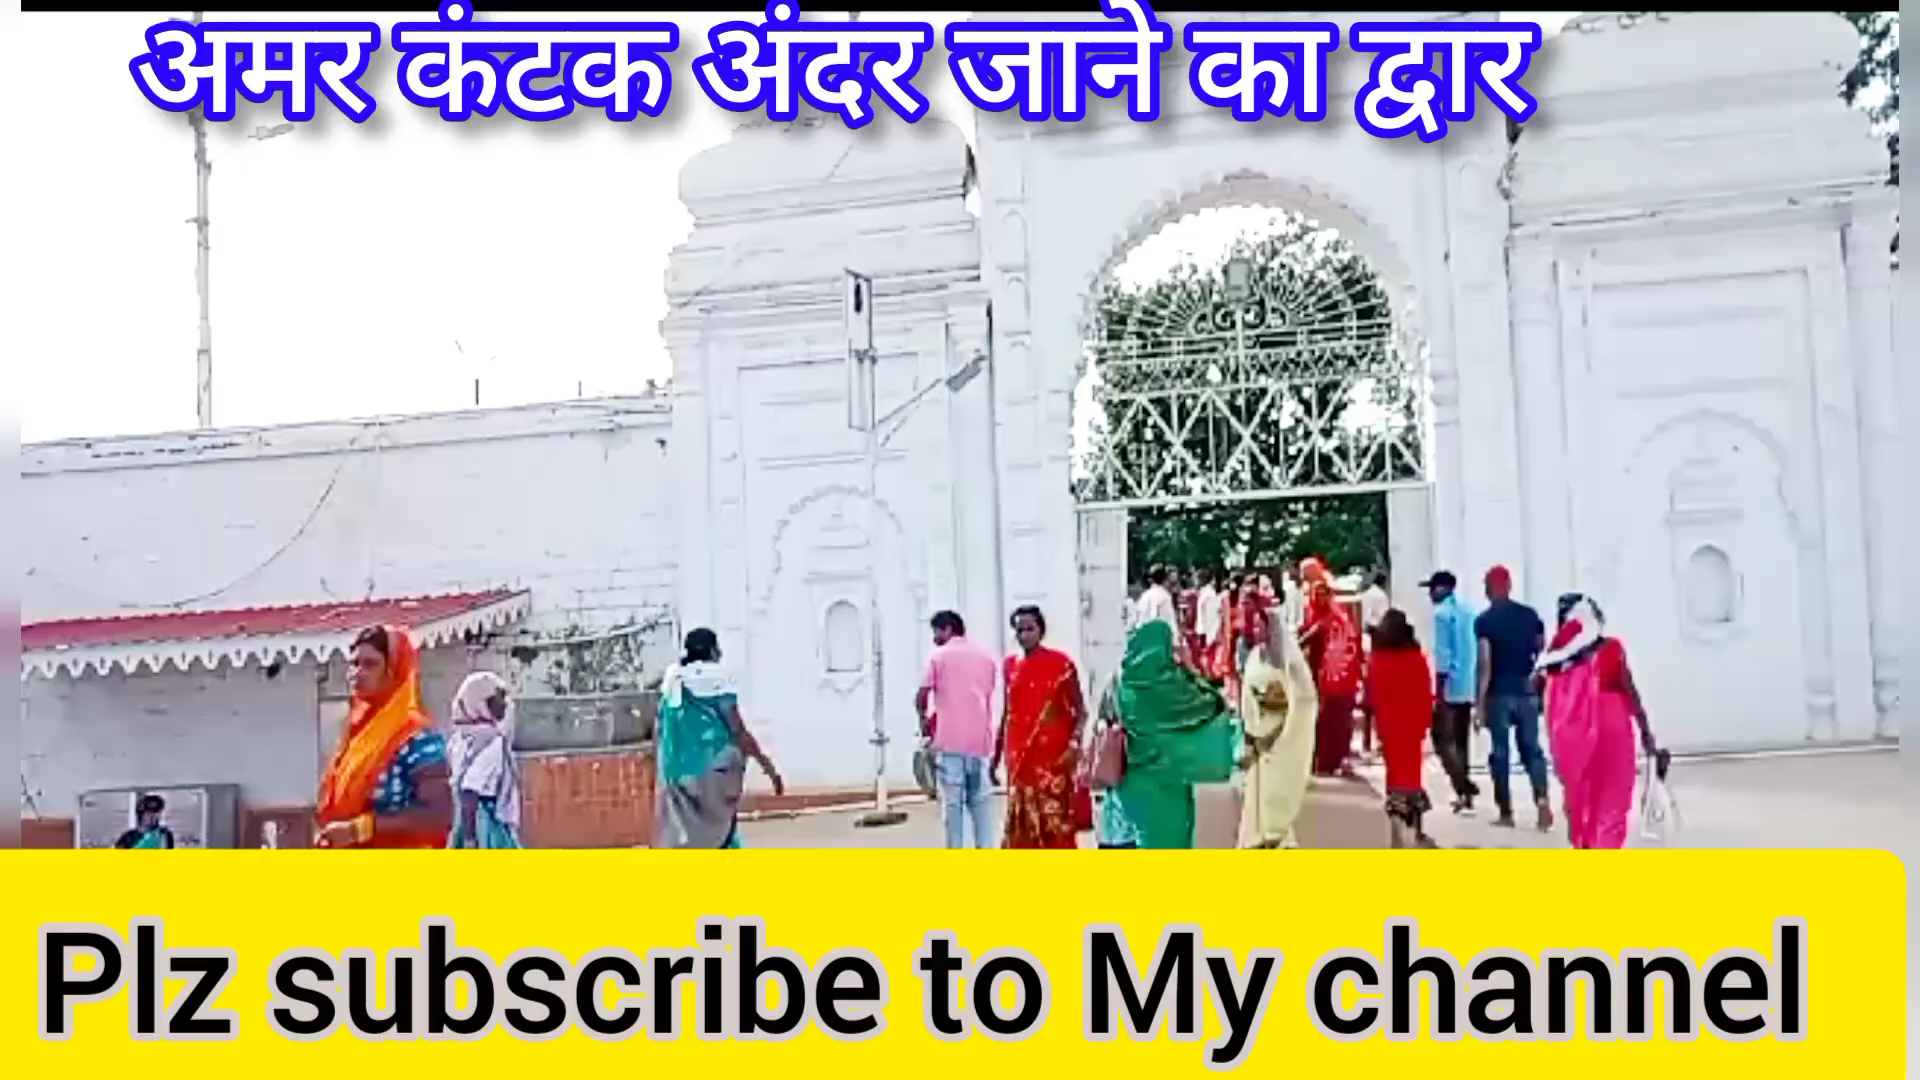 अमर कंटक अंदर जाने का द्वार
Plz subscribe to My channel